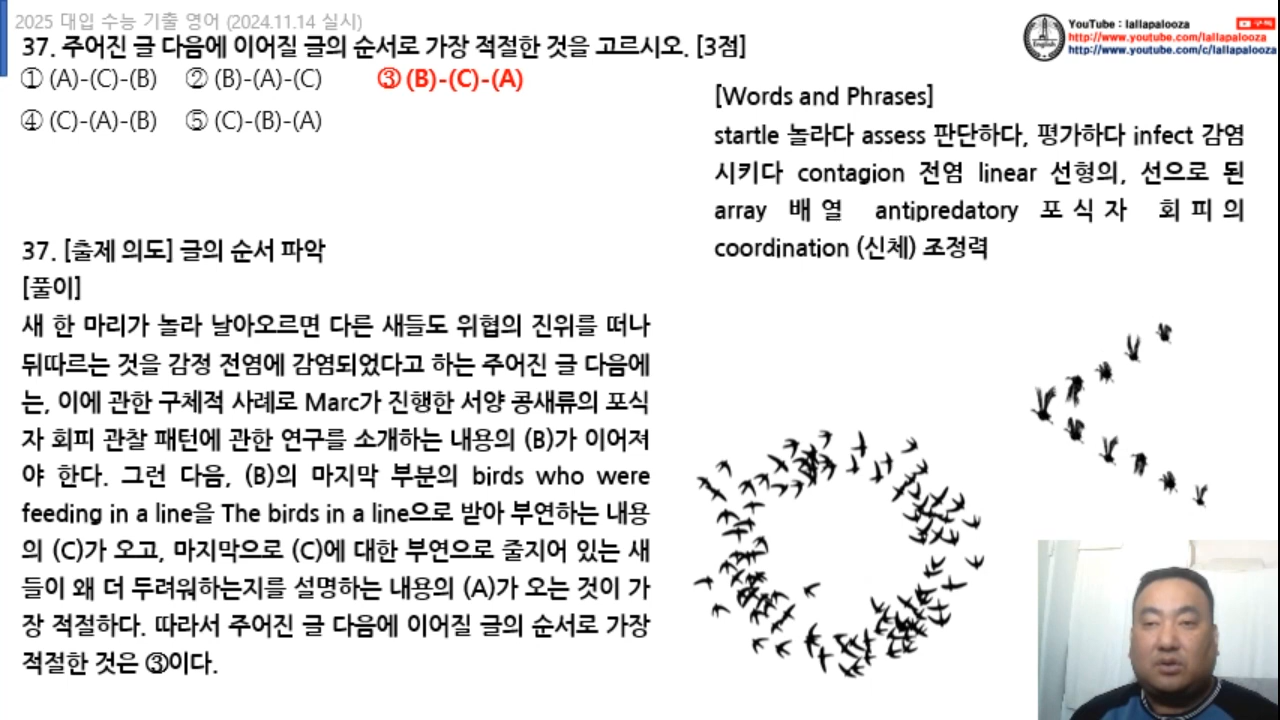 2025 대입 수능 기출 영어 (2024.11.14 실시)
37. 주어진 글 다음에 이어질 글의 순서로 가장 적절한 것을 고르시오. [3점]
① (A)-(C)-(B) ② (B)-(A)-(C) ③ (B)-(C)-(A)
④ (C)-(A)-(B) ⑤ (C)-(B)-(A)
37. [출제 의도] 글의 순서 파악
[풀이]
새 한 마리가 놀라 날아오르면 다른 새들도 위협의 진위를 떠나
뒤따르는 것을 감정 전염에 감염되었다고 하는 주어진 글 다음에
는, 이에 관한 구체적 사례로 Marc가 진행한 서양 콩새류의 포식
자 회피 관찰 패턴에 관한 연구를 소개하는 내용의 (B)가 이어져
야 한다. 그런 다음, (B)의 마지막 부분의 birds who were
feeding in a line을 The birds in a line으로 받아 부연하는 내용
의 (C)가 오고, 마지막으로 (C)에 대한 부연으로 줄지어 있는 새
들이 왜 더 두려워하는지를 설명하는 내용의 (A)가 오는 것이 가
장 적절하다. 따라서 주어진 글 다음에 이어질 글의 순서로 가장
적절한 것은 ③이다.
YouTube : lallapalooza
구독
http://www.youtube.com/lallapalooza
http://www.youtube.com/c/lallapalooza
English
[Words and Phrases]
startle 놀라다 assess 판단하다, 평가하다 infect 감염
시키다 contagion 전염 linear 선형의, 선으로 된
array 배열 antipredatory 포식자 회피의
coordination (신체) 조정력